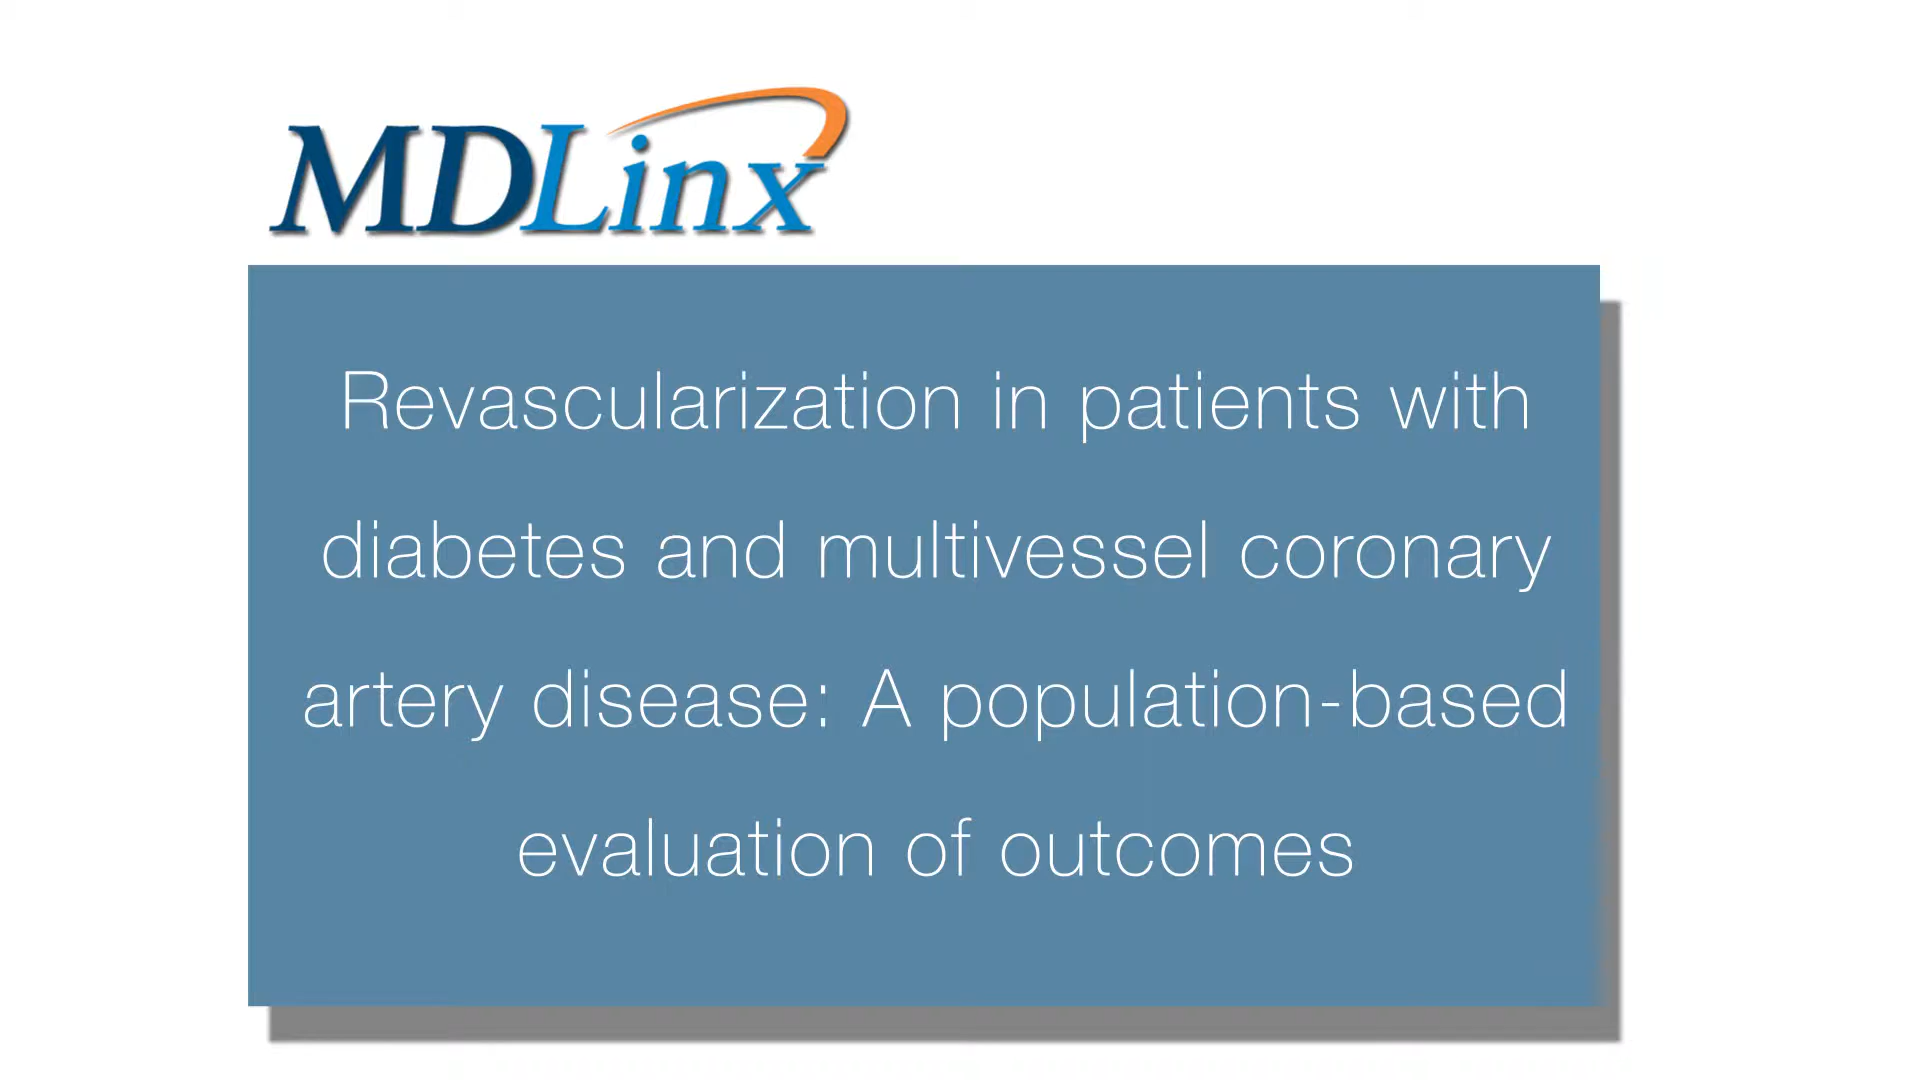 MDLinx
Revascularization in patients with
diabetes and multivessel coronary
artery disease: A population-based
evaluation of outcomes